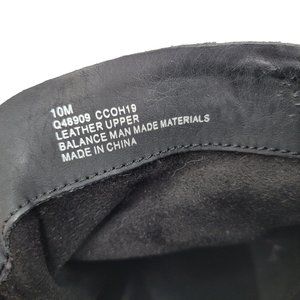 10M
Q48909 CCOH19
LEATHER UPPER
BALANCE MAN MADE MATERIALS
MADE IN CHINA